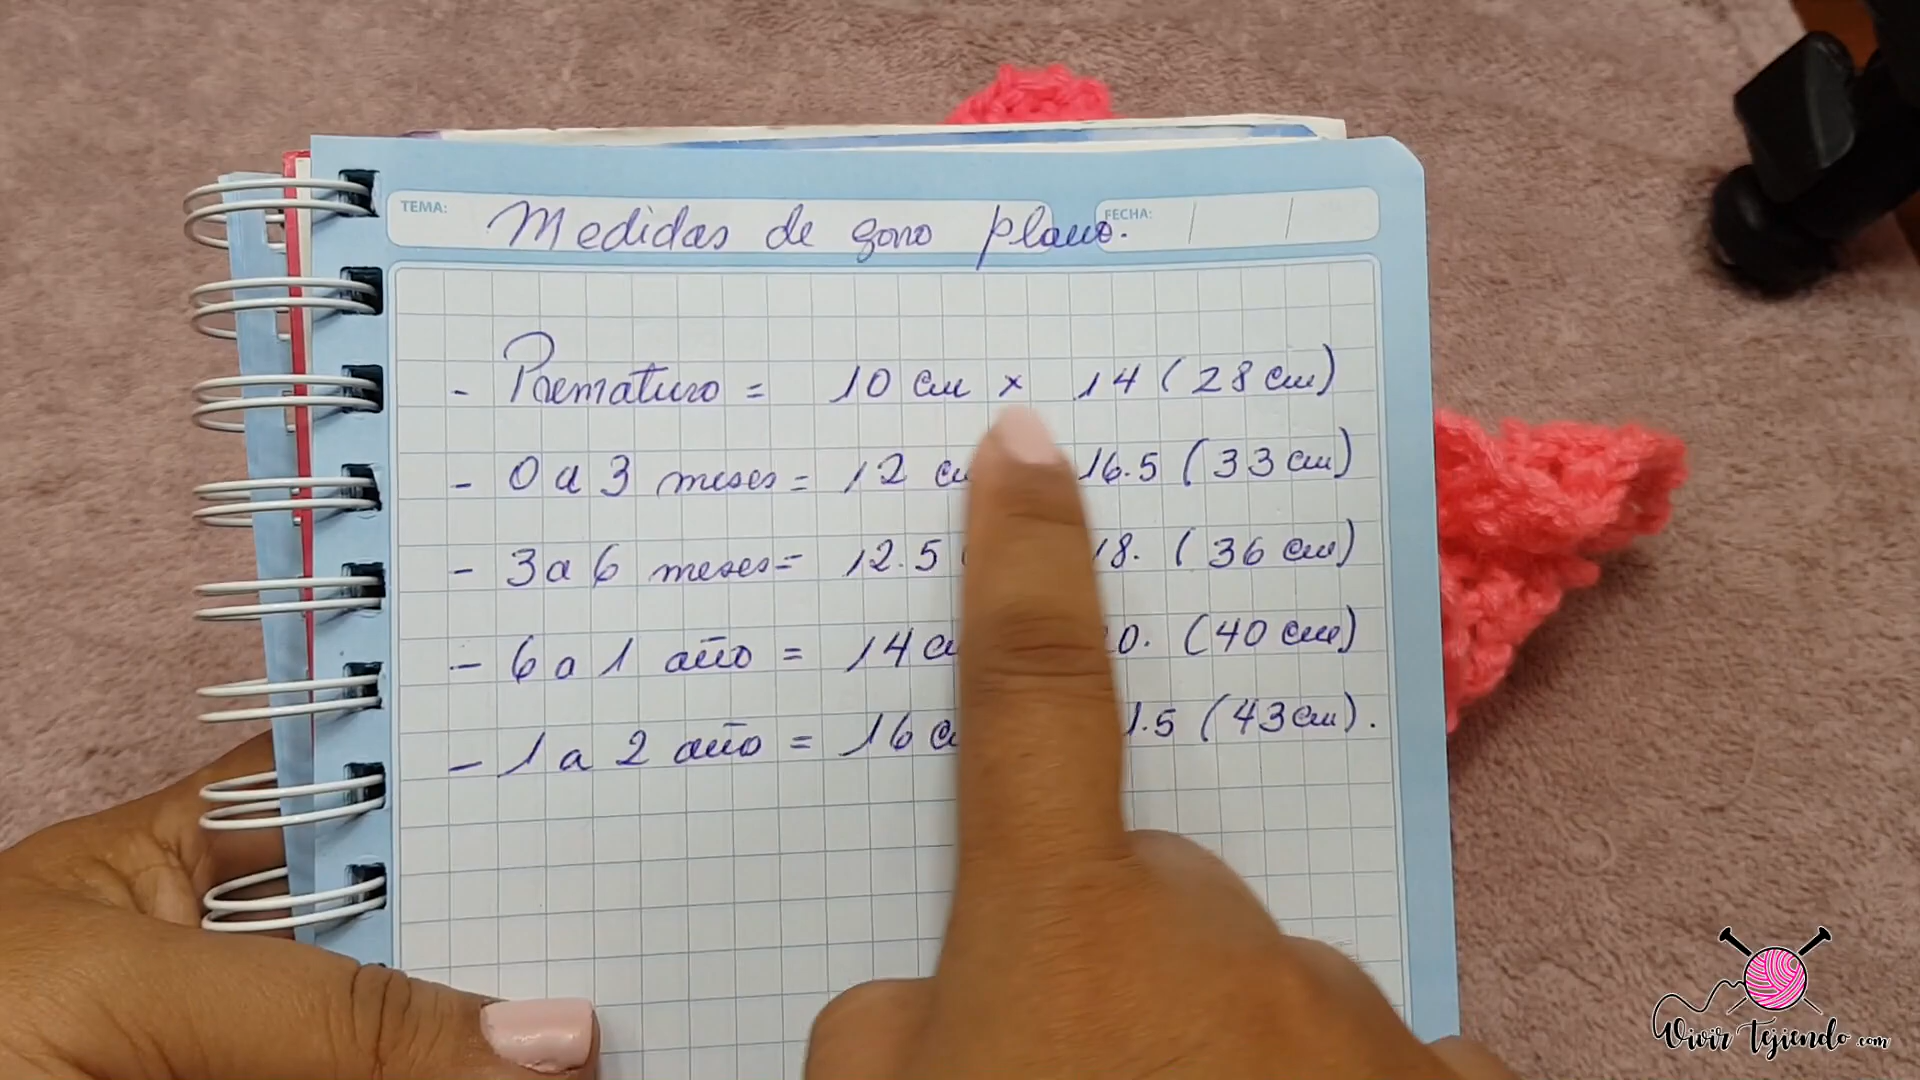 TEMA: Medidas de gorro plano. FECHA:
- Prematuro = 10 cm x 14 (28 cm)
- 0 a 3 meses = 12 16.5 (33 cm)
- 3 a 6 meses = 12.5 18. (36 cm)
- 6 a 1 año = 14 (40 cm)
- 1 a 2 año = 16 (43 cm).
Vivir Tejiendo.com